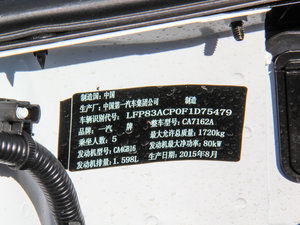 制造国：中国
生产厂：中国第一汽车集团公司 制造
车辆识别代号：LFP83ACP0F1D75479
品牌：一汽牌 整车型号：CA7162A
乘坐人数：5 最大允许总质量：1720kg
发动机型号：CA4GB16 发动机最大净功率：80kW
发动机排量：1.598L 生产日期：2015年8月